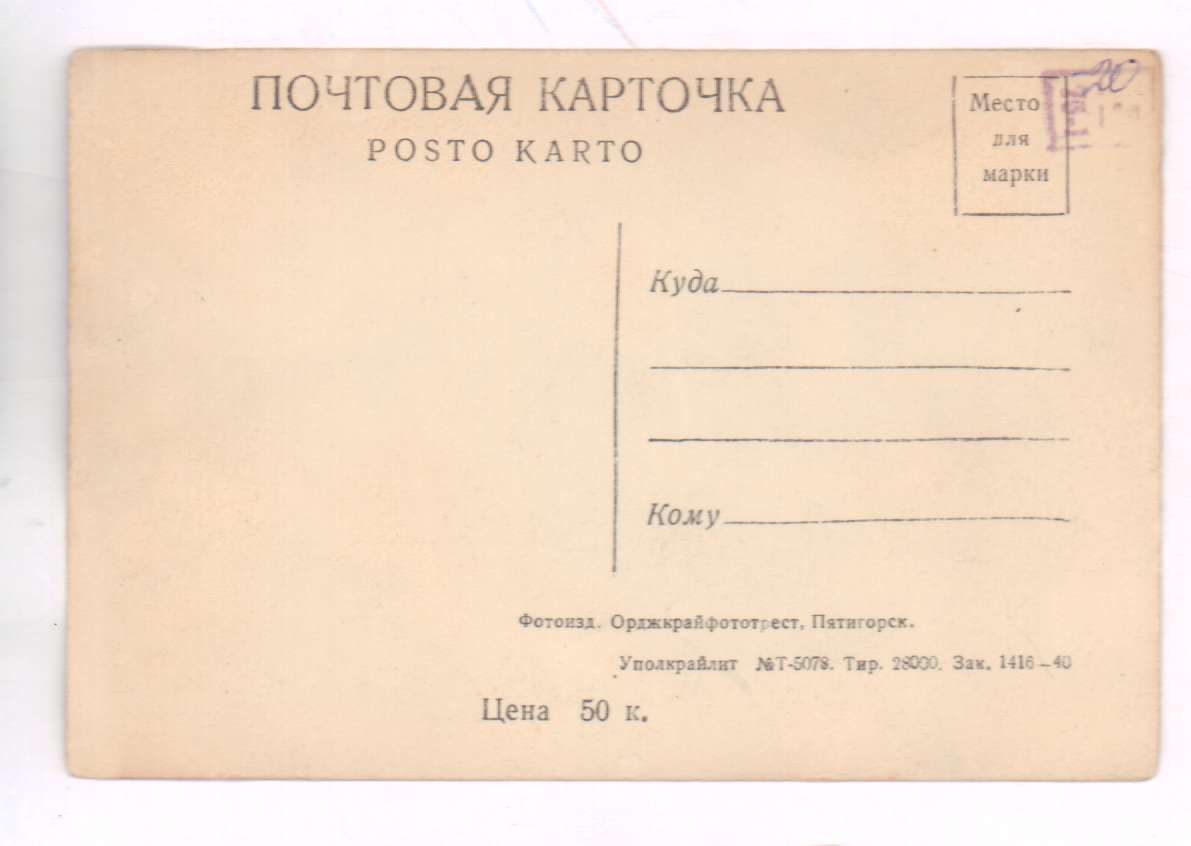 ПОЧТОВАЯ КАРТОЧКА
POSTO KARTO
Место
для
марки
20
Куда
Кому
Фотоизд. Орджкрайфототрест, Пятигорск.
Уполкрайлит №Т-5078. Тир. 28000. Зак. 1416—40
Цена 50 к.